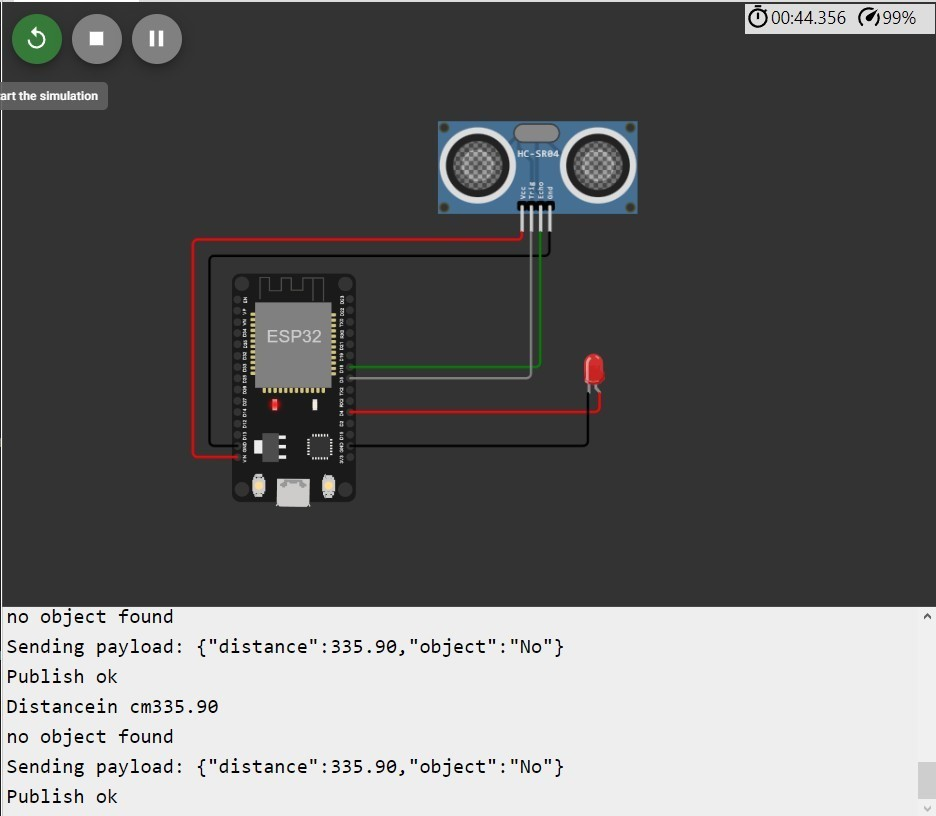 00:44.356 99%
art the simulation
HC-SR04
Vcc
Trig
Echo
Gnd
ESP32
no object found
Sending payload: {"distance":335.90,"object":"No"}
Publish ok
Distancein cm335.90
no object found
Sending payload: {"distance":335.90,"object":"No"}
Publish ok